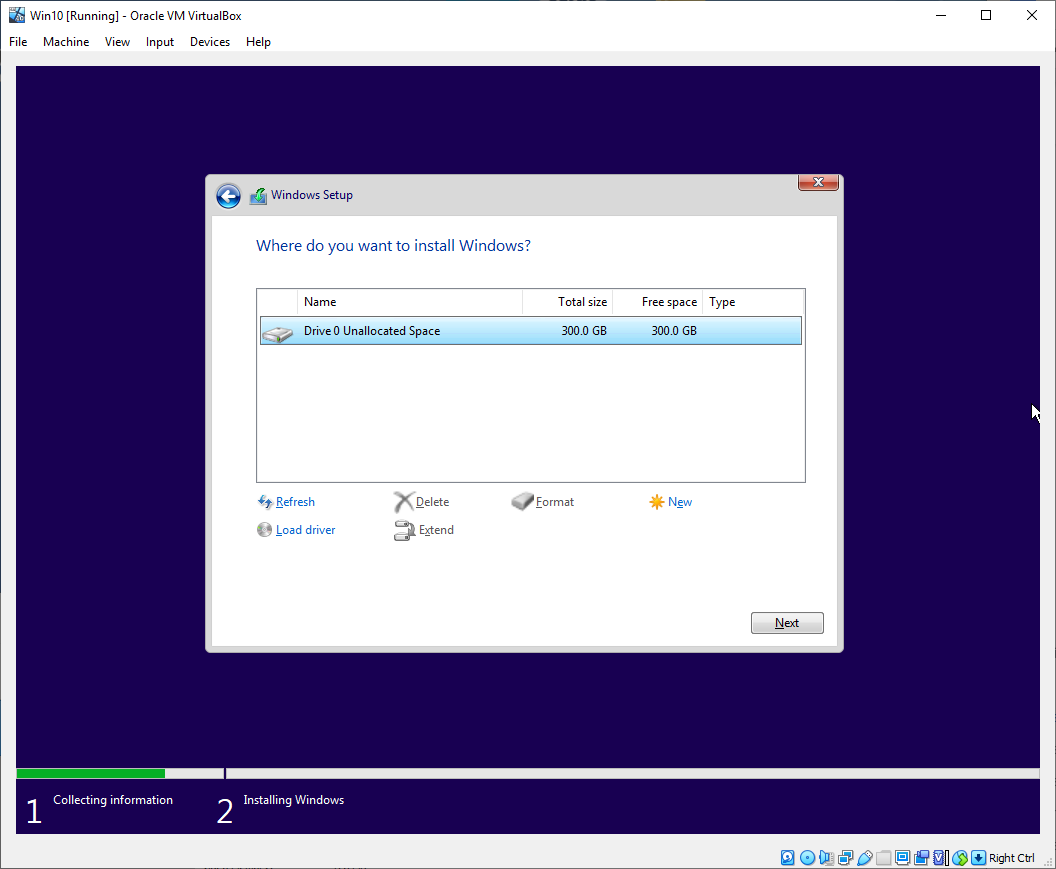 Win10 [Running] - Oracle VM VirtualBox
File Machine View Input Devices Help
Windows Setup
Where do you want to install Windows?
Name Total size Free space Type
Drive 0 Unallocated Space 300.0 GB 300.0 GB
Refresh Delete Format New
Load driver Extend
Next
1 Collecting information 2 Installing Windows
Right Ctrl